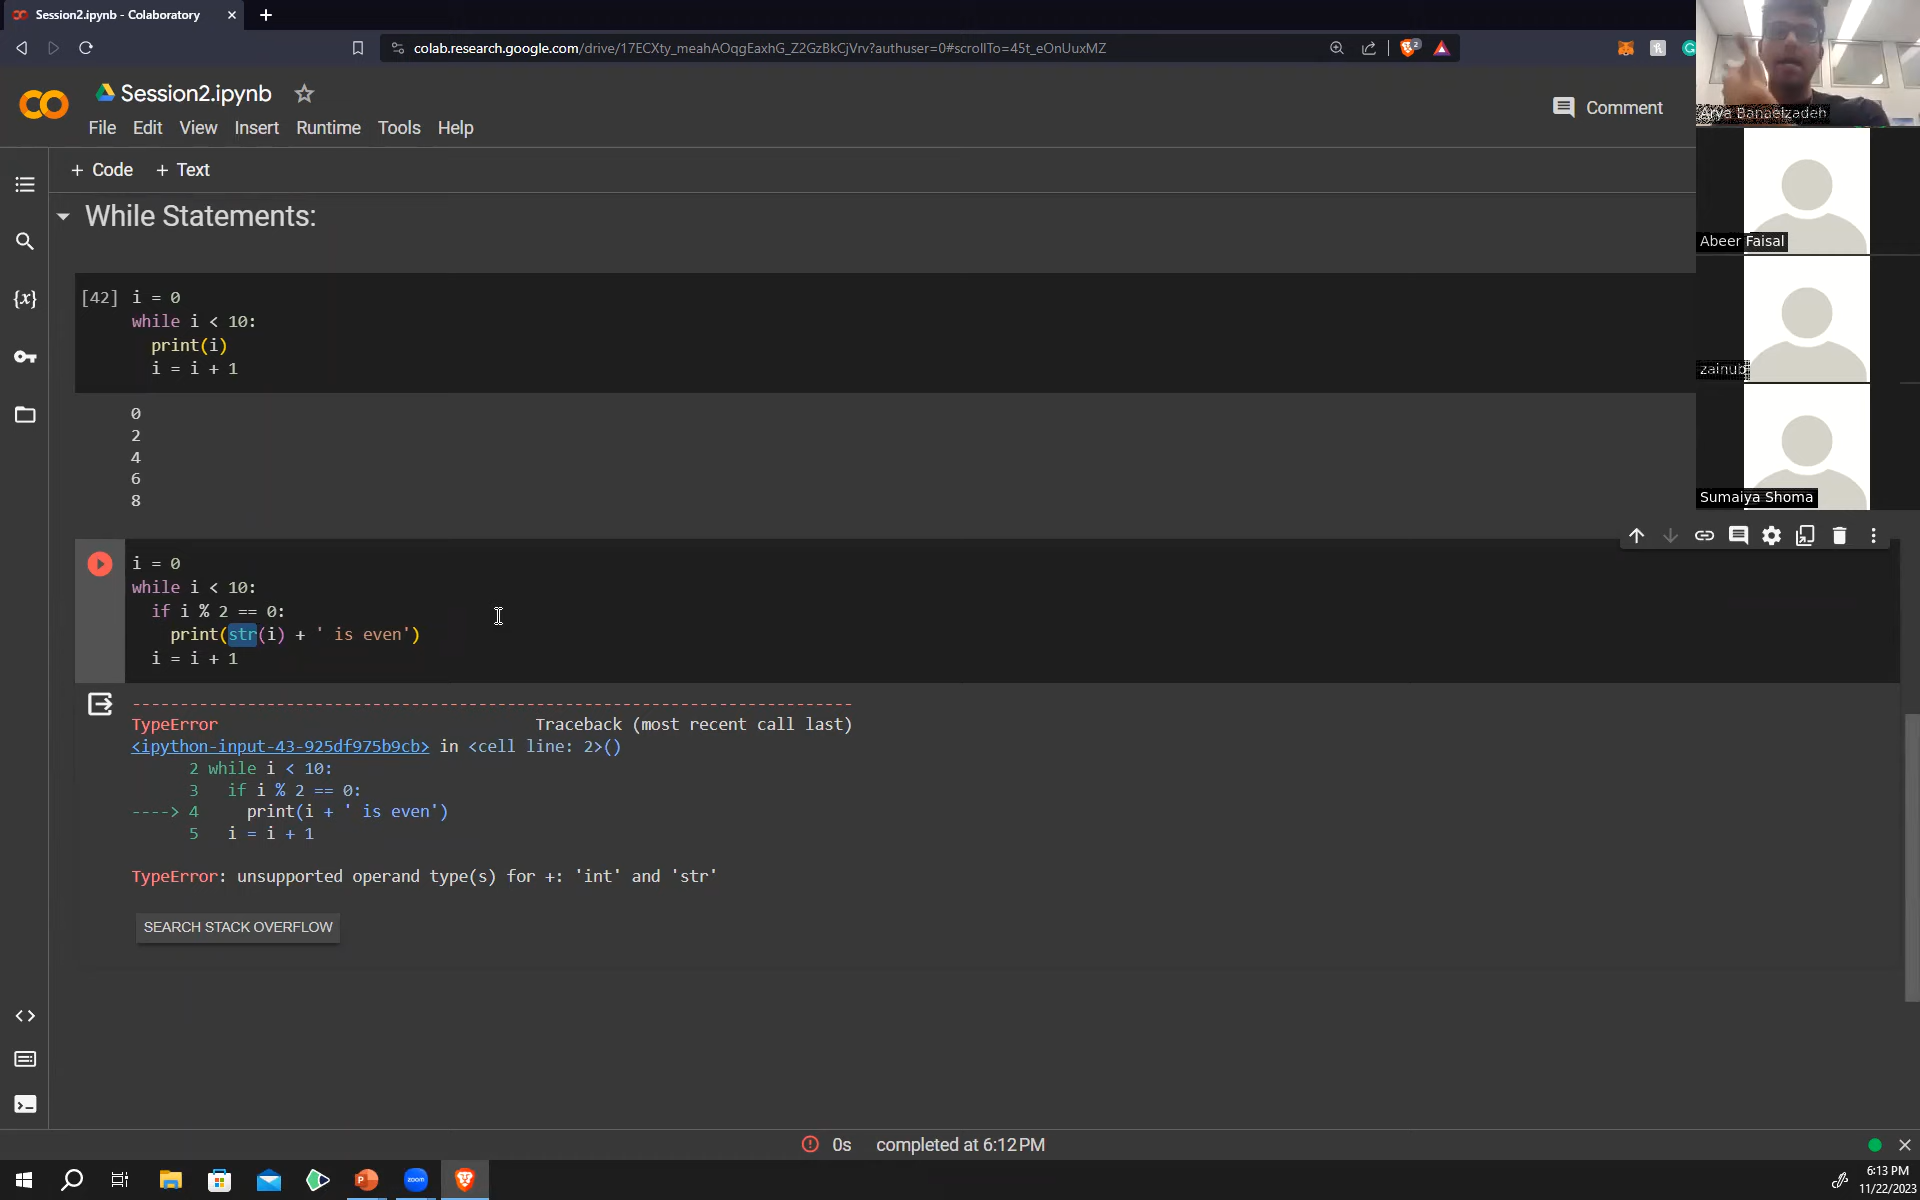 Session2.ipynb - Colaboratory
colab.research.google.com/drive/17ECXty_meahAOqgEaxhG_Z2GzBkCjVrv?authuser=0#scrollTo=45t_eOnUuxMZ
2
Session2.ipynb
File Edit View Insert Runtime Tools Help
Comment
+ Code + Text
While Statements:
[42] i = 0
while i < 10:
print(i)
i = i + 1
0
2
4
6
8
i = 0
while i < 10:
if i % 2 == 0:
print(str(i) + ' is even')
i = i + 1
---------------------------------------------------------------------------
TypeError Traceback (most recent call last)
<ipython-input-43-925df975b9cb> in <cell line: 2>()
2 while i < 10:
3 if i % 2 == 0:
----> 4 print(i + ' is even')
5 i = i + 1
TypeError: unsupported operand type(s) for +: 'int' and 'str'
SEARCH STACK OVERFLOW
0s completed at 6:12 PM
Arya Banaeizadeh
Abeer Faisal
zainub
Sumaiya Shoma
zoom
6:13 PM
11/22/2023